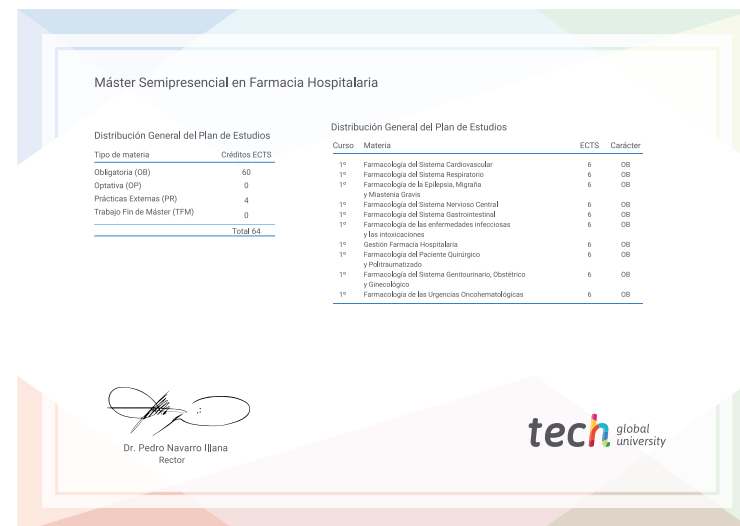 Máster Semipresencial en Farmacia Hospitalaria
Distribución General del Plan de Estudios
Tipo de materia Créditos ECTS
Obligatoria (OB) 60
Optativa (OP) 0
Prácticas Externas (PR) 4
Trabajo Fin de Máster (TFM) 0
Total 64
Distribución General del Plan de Estudios
Curso Materia ECTS Carácter
1º Farmacología del Sistema Cardiovascular 6 OB
1º Farmacología del Sistema Respiratorio 6 OB
1º Farmacología de la Epilepsia, Migraña 6 OB
y Miastenia Gravis
1º Farmacología del Sistema Nervioso Central 6 OB
1º Farmacología del Sistema Gastrointestinal 6 OB
1º Farmacología de las enfermedades infecciosas 6 OB
y las intoxicaciones
1º Gestión Farmacia Hospitalaria 6 OB
1º Farmacología del Paciente Quirúrgico 6 OB
y Politraumatizado
1º Farmacología del Sistema Genitourinario, Obstétrico 6 OB
y Ginecológico
1º Farmacología de las Urgencias Oncohematológicas 6 OB
Dr. Pedro Navarro Illana
Rector
tech global
university